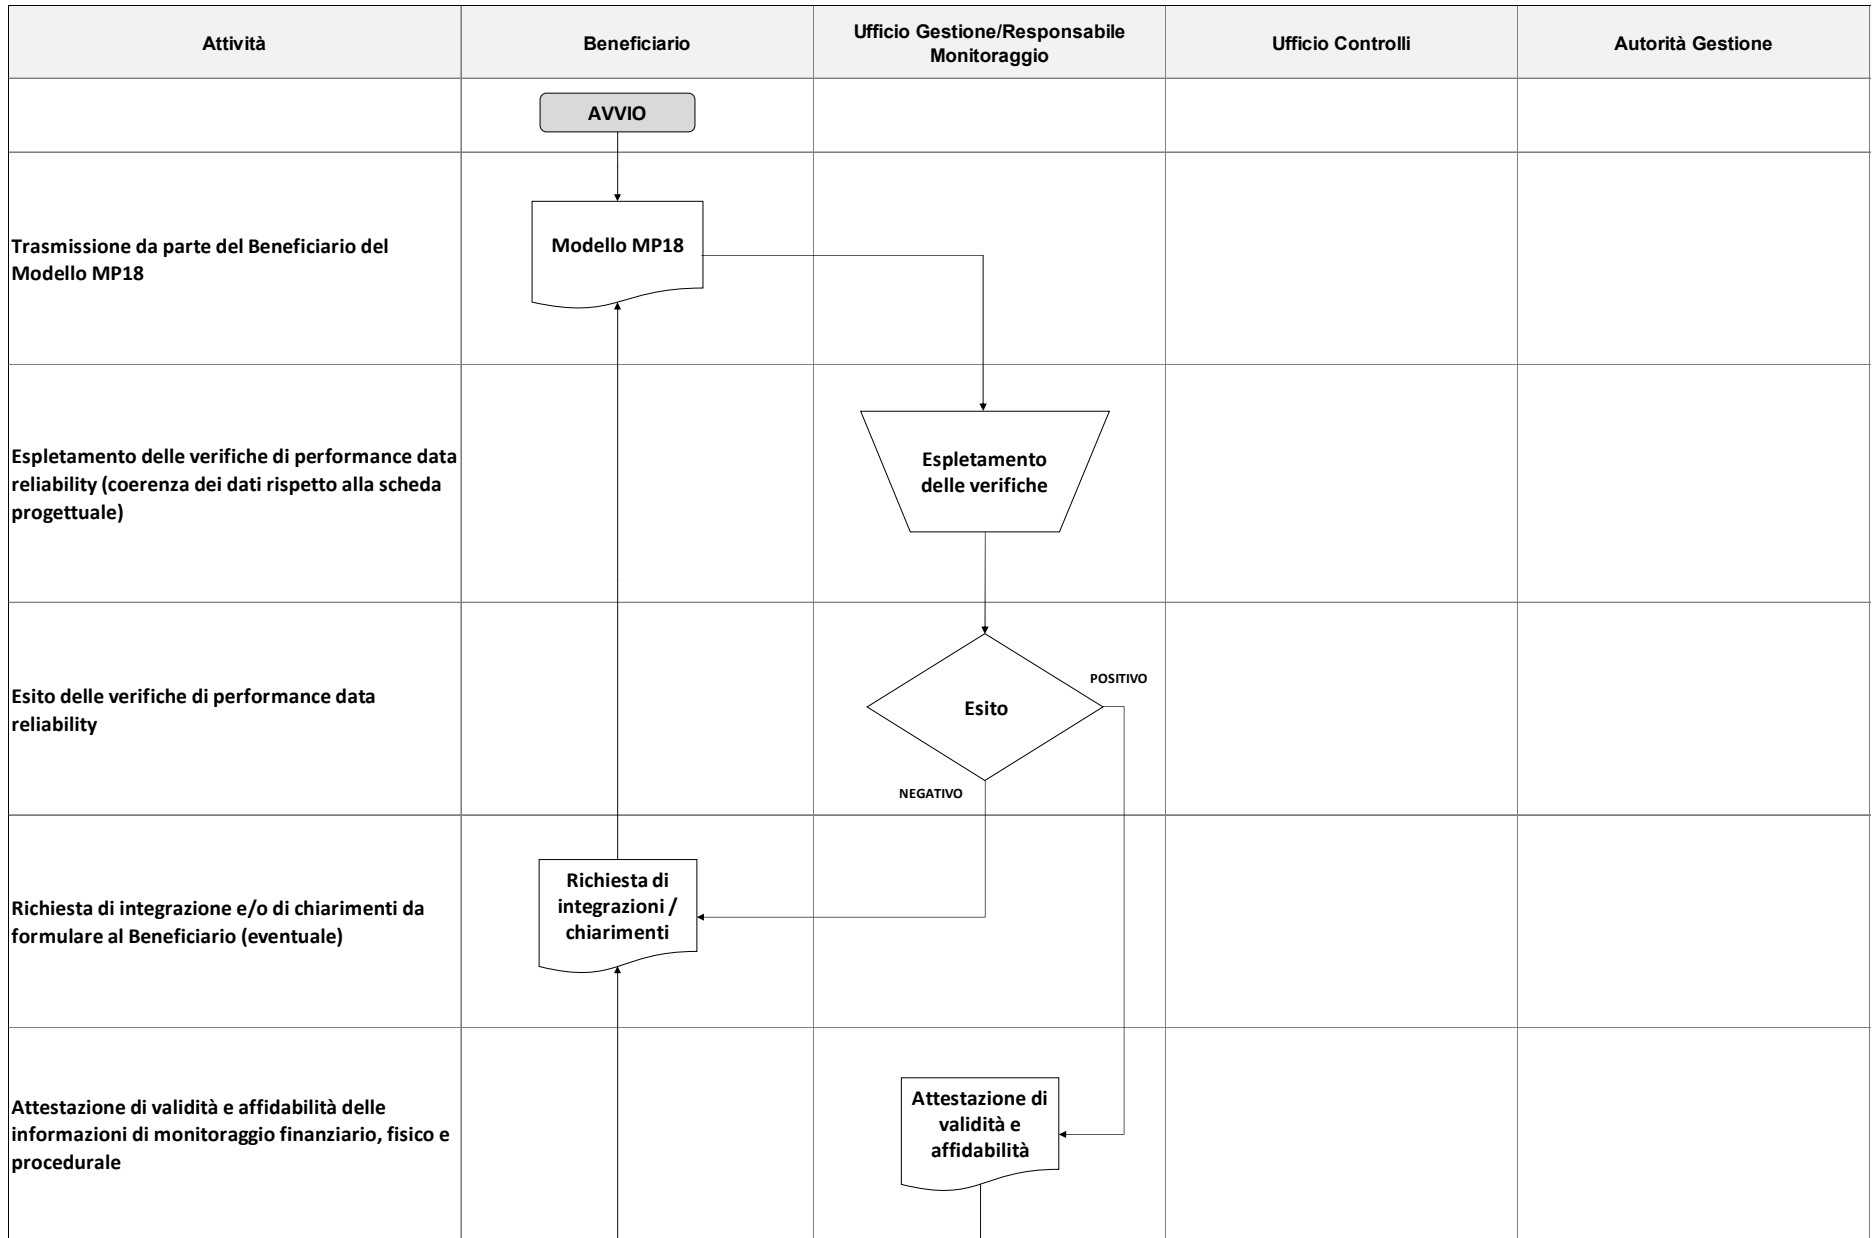 Attività
Beneficiario
Ufficio Gestione/Responsabile
Monitoraggio
Ufficio Controlli
Autorità Gestione
AVVIO
Trasmissione da parte del Beneficiario del
Modello MP18
Modello MP18
Espletamento delle verifiche di performance data
reliability (coerenza dei dati rispetto alla scheda
progettuale)
Espletamento
delle verifiche
Esito delle verifiche di performance data
reliability
Esito
POSITIVO
NEGATIVO
Richiesta di integrazione e/o di chiarimenti da
formulare al Beneficiario (eventuale)
Richiesta di
integrazioni /
chiarimenti
Attestazione di validità e affidabilità delle
informazioni di monitoraggio finanziario, fisico e
procedurale
Attestazione di
validità e
affidabilità